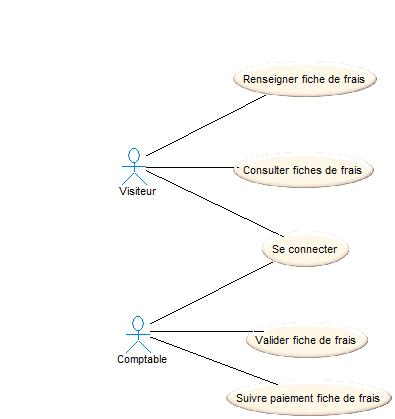 Renseigner fiche de frais
Consulter fiches de frais
Visiteur
Se connecter
Valider fiche de frais
Comptable
Suivre paiement fiche de frais